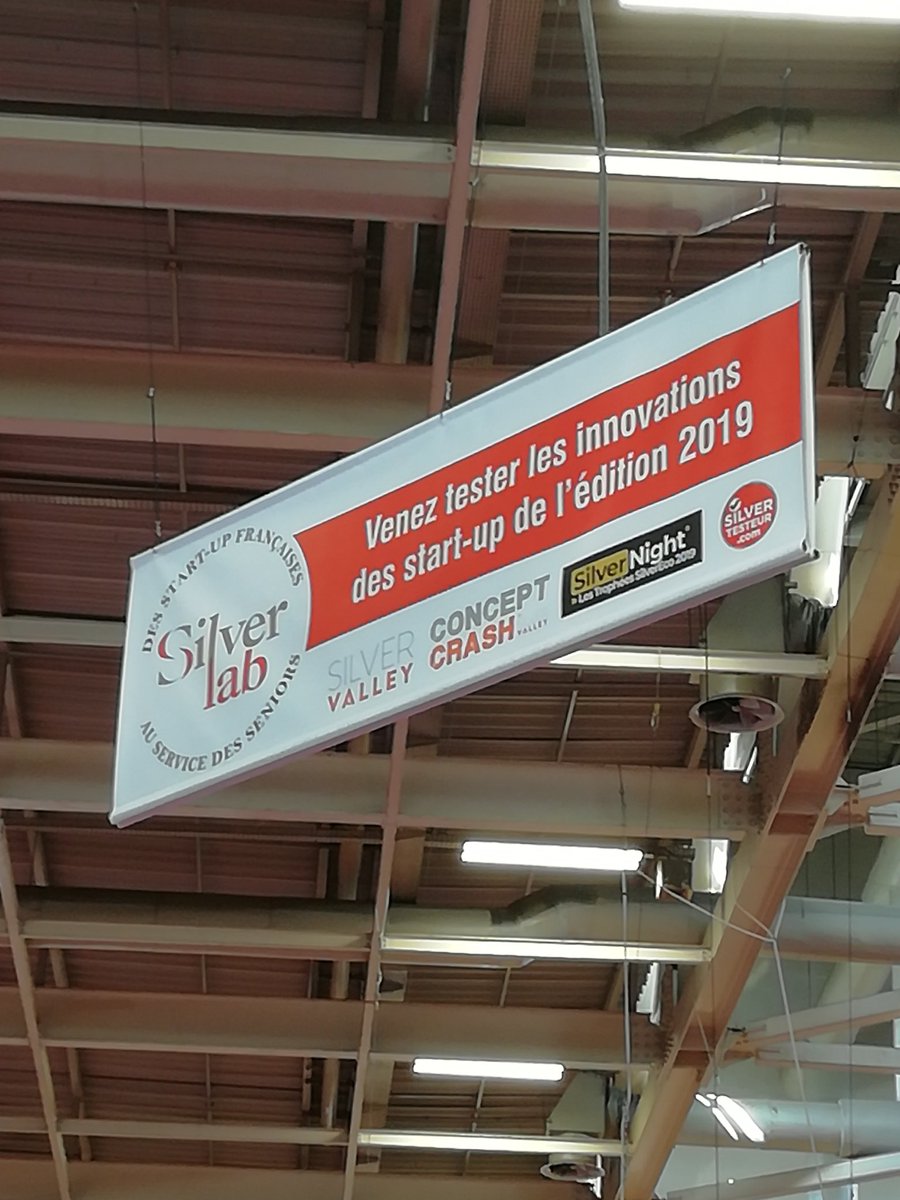 DES START-UP FRANÇAISES
Silver
lab
AU SERVICE DES SENIORS
Venez tester les innovations
des start-up de l'édition 2019
SILVER
VALLEY
CONCEPT
CRASH VALLEY
SilverNight®
» Les Trophées SilverEco 2019
SILVER
TESTEUR
.com